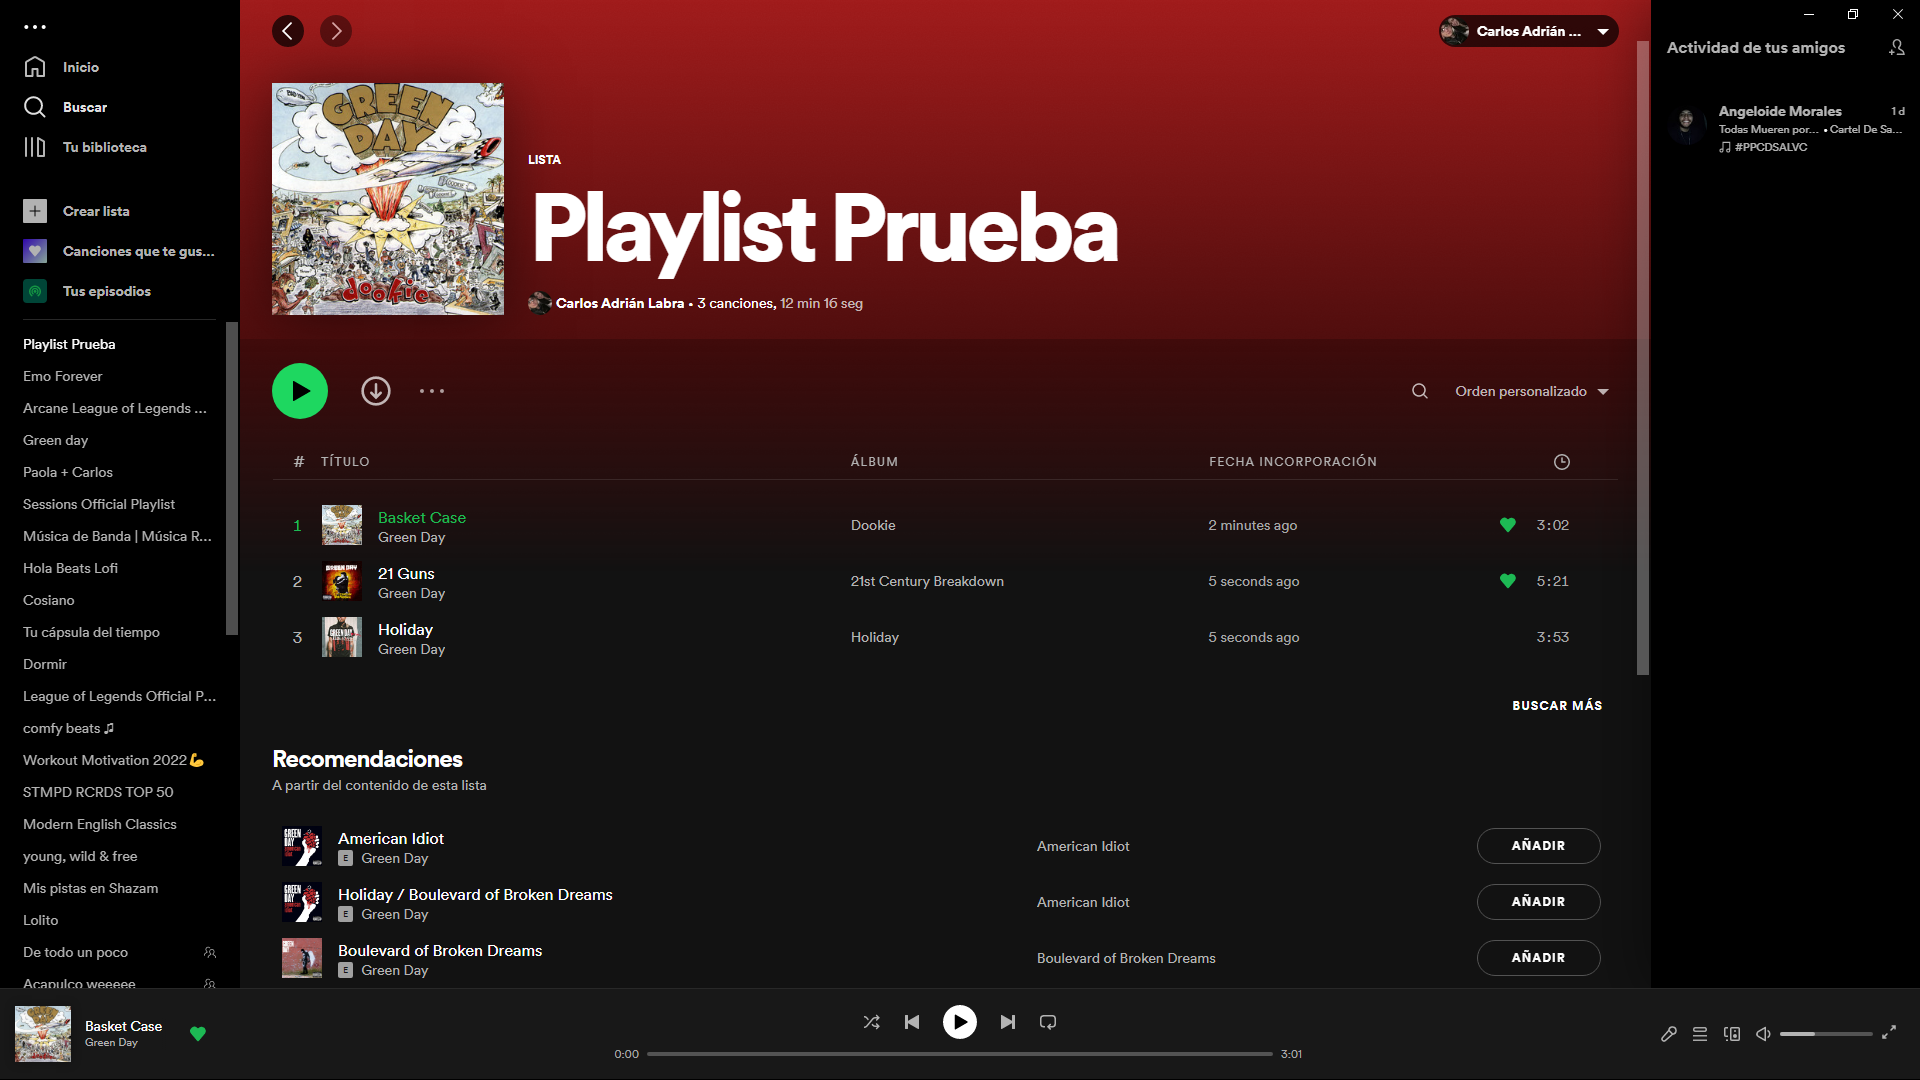 Inicio
Buscar
Tu biblioteca
Crear lista
Canciones que te gus...
Tus episodios
Playlist Prueba
Emo Forever
Arcane League of Legends ...
Green day
Paola + Carlos
Sessions Official Playlist
Música de Banda | Música R...
Hola Beats Lofi
Cosiano
Tu cápsula del tiempo
Dormir
League of Legends Official P...
comfy beats ♫
Workout Motivation 2022💪
STMPD RCRDS TOP 50
Modern English Classics
young, wild & free
Mis pistas en Shazam
Lolito
De todo un poco
Acapulco weeeee
Carlos Adrián ...
GREEN DAY
dookie
LISTA
Playlist Prueba
Carlos Adrián Labra • 3 canciones, 12 min 16 seg
Orden personalizado
# TÍTULO ÁLBUM FECHA INCORPORACIÓN
1 Basket Case Dookie 2 minutes ago 3:02
Green Day
2 21 Guns 21st Century Breakdown 5 seconds ago 5:21
Green Day
3 Holiday Holiday 5 seconds ago 3:53
Green Day
BUSCAR MÁS
Recomendaciones
A partir del contenido de esta lista
American Idiot American Idiot AÑADIR
E Green Day
Holiday / Boulevard of Broken Dreams American Idiot AÑADIR
E Green Day
Boulevard of Broken Dreams Boulevard of Broken Dreams AÑADIR
E Green Day
Actividad de tus amigos
Angeloide Morales 1 d
Todas Mueren por... • Cartel De Sa...
♫ #PPCDSALVC
Basket Case
Green Day
0:00 3:01